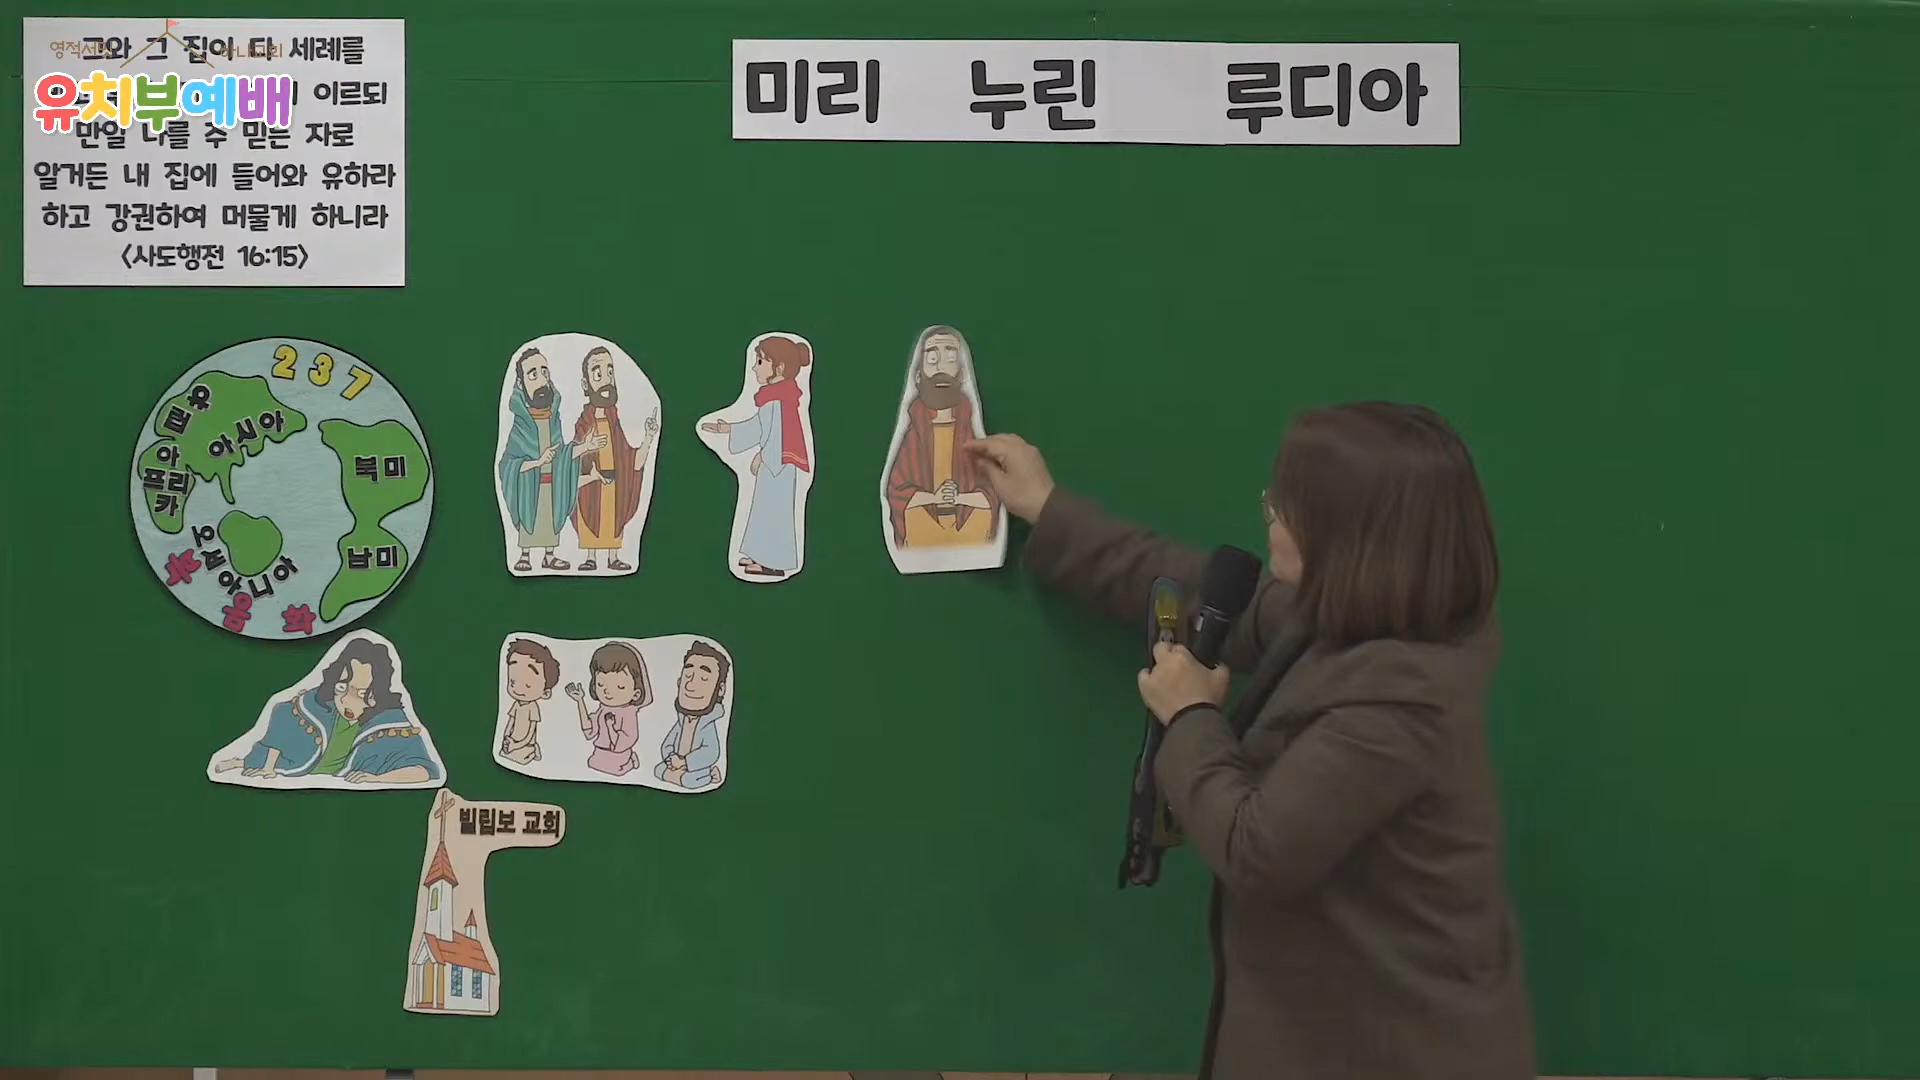 그와 그 집이 다 세례를
이르되
만일 나를 주 믿는 자로
알거든 내 집에 들어와 유하라
하고 강권하여 머물게 하니라
<사도행전 16:15>
유치부예배
미리 누린 루디아
237
유럽
아시아
아프리카
오세아니아
북미
남미
복음화
빌립보 교회